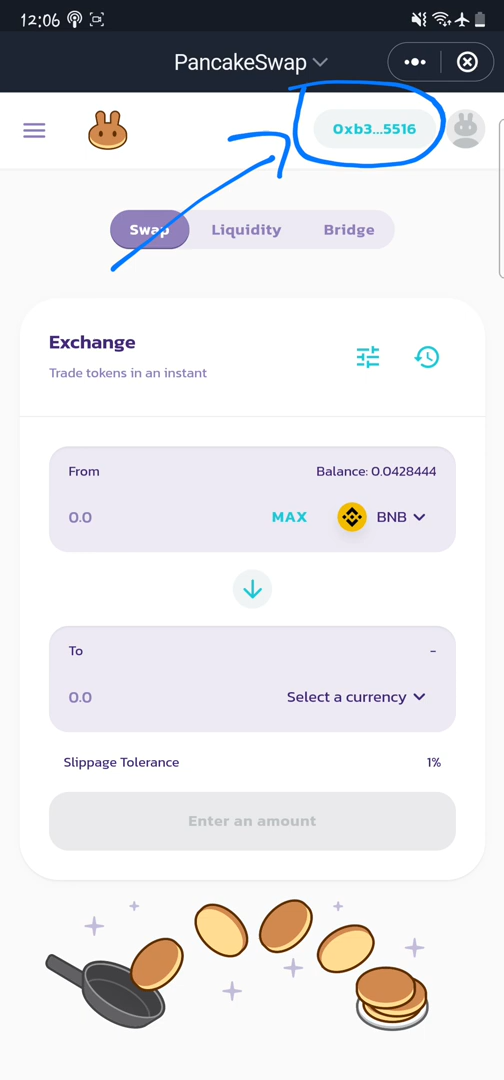 12:06
PancakeSwap
0xb3...5516
Swap
Liquidity
Bridge
Exchange
Trade tokens in an instant
From
Balance: 0.0428444
0.0
MAX
BNB
To
-
0.0
Select a currency
Slippage Tolerance
1%
Enter an amount